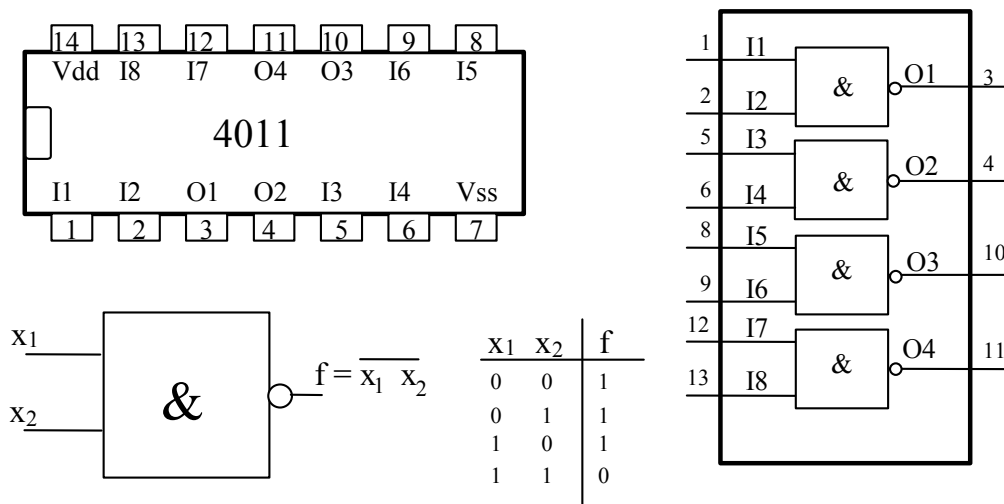 14 13 12 11 10 9 8
Vdd I8 I7 O4 O3 I6 I5
4011
I1 I2 O1 O2 I3 I4 Vss
1 2 3 4 5 6 7
1 I1
& O1 3
2 I2
5 I3
& O2 4
6 I4
8 I5
& O3 10
9 I6
12 I7
& O4 11
13 I8
x1
x2
&
f = x1 x2
x1 x2 f
0 0 1
0 1 1
1 0 1
1 1 0